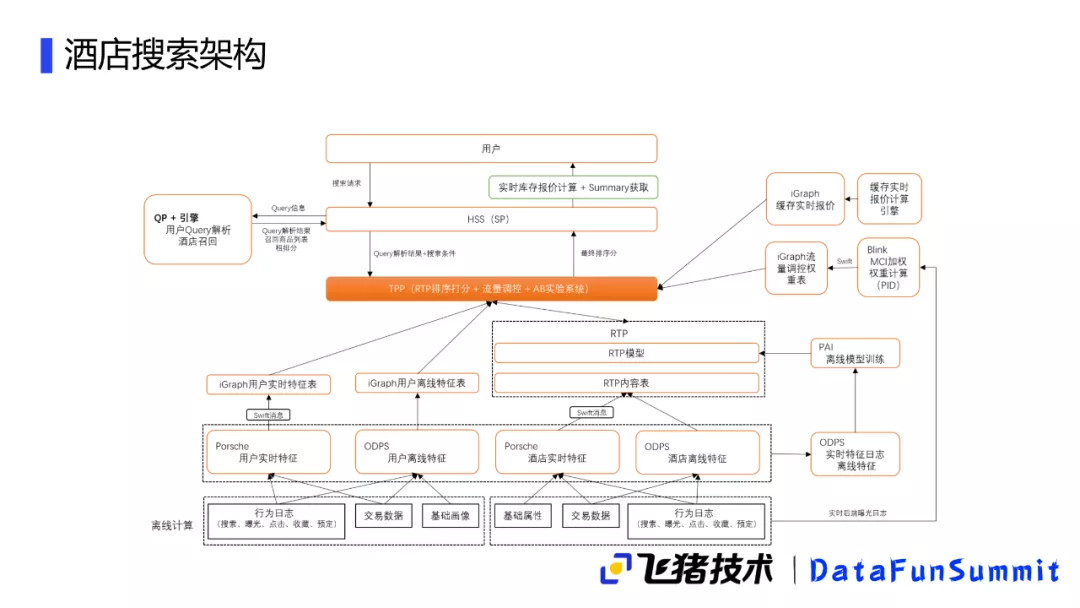 酒店搜索架构
用户
搜索请求
实时库存报价计算 + Summary获取
HSS（SP）
QP + 引擎
用户Query解析
酒店召回
Query信息
Query解析结果
召回商品列表
粗排分
Query解析结果+搜索条件
最终排序分
iGraph
缓存实时报价
缓存实时
报价计算
引擎
iGraph流
量调控权
重表
Swift
Blink
MCI加权
权重计算
（PID）
TPP（RTP排序打分 + 流量调控 + AB实验系统）
RTP
RTP模型
RTP内容表
PAI
离线模型训练
iGraph用户实时特征表
iGraph用户离线特征表
Swift消息
Swift消息
Porsche
用户实时特征
ODPS
用户离线特征
Porsche
酒店实时特征
ODPS
酒店离线特征
ODPS
实时特征日志
离线特征
离线计算
行为日志
（搜索、曝光、点击、收藏、预定）
交易数据
基础画像
基础属性
交易数据
行为日志
（搜索、曝光、点击、收藏、预定）
实时后端曝光日志
飞猪技术
DataFunSummit